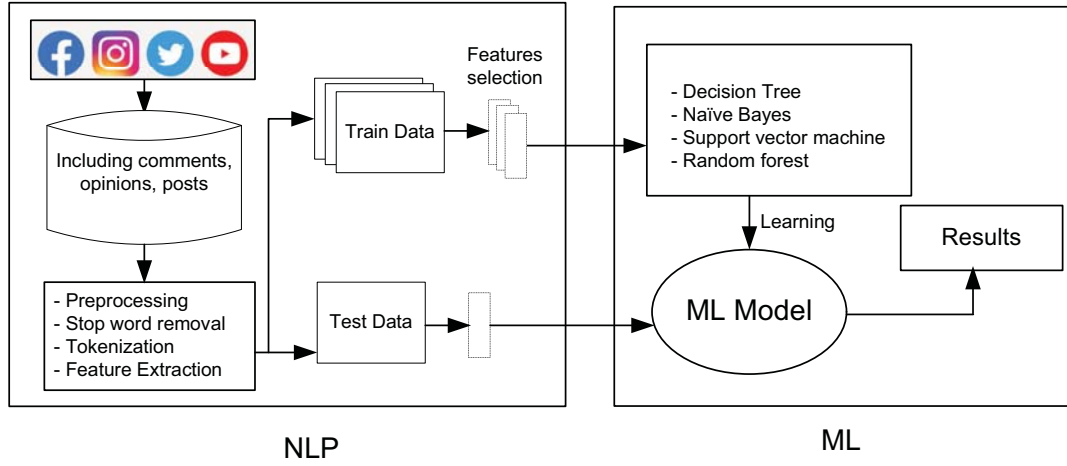 Including comments,
opinions, posts
- Preprocessing
- Stop word removal
- Tokenization
- Feature Extraction
Train Data
Features
selection
Test Data
NLP
- Decision Tree
- Naïve Bayes
- Support vector machine
- Random forest
Learning
ML Model
Results
ML